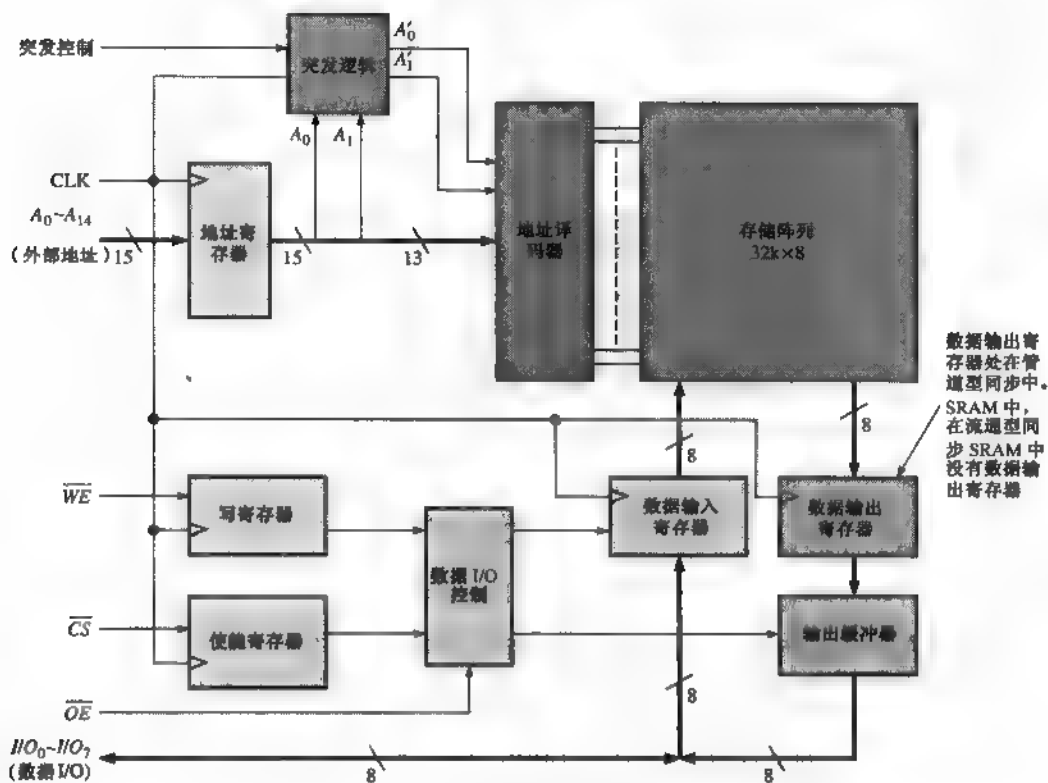 突发控制
突发逻辑
A′0
A′1
A0
A1
CLK
A0~A14
(外部地址)
15
地址寄
存器
15
13
地址译
码器
存储阵列
32k×8
数据输出寄
存器处在管
道型同步中。
SRAM 中,
在流通型同
步 SRAM 中
没有数据输
出寄存器
8
8
WE
写寄存器
数据输入
寄存器
数据输出
寄存器
数据 I/O
控制
CS
使能寄存器
输出缓冲器
OE
8
I/O0~I/O7
(数据 I/O)
8
8